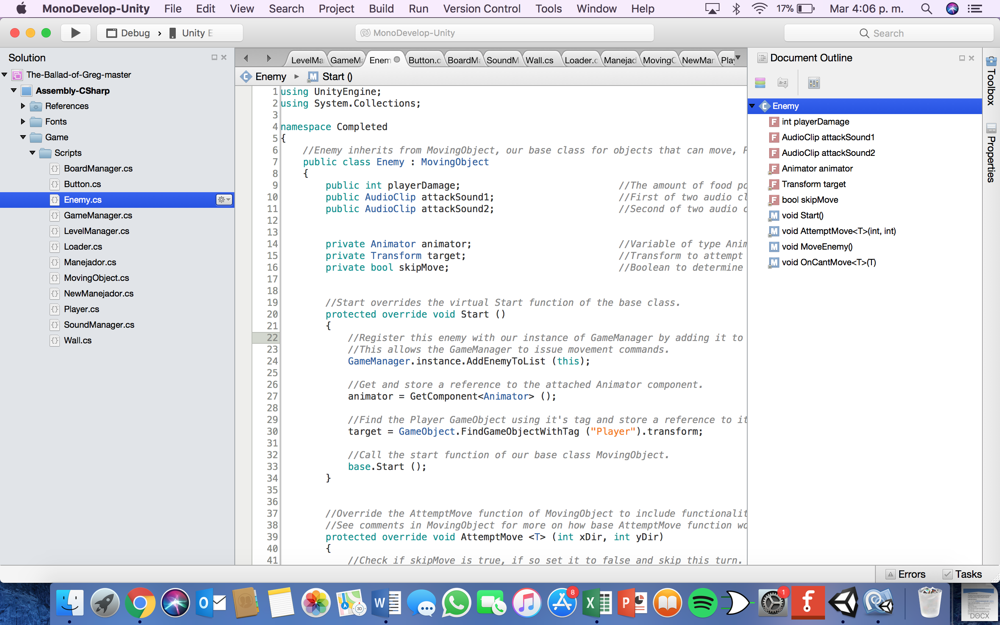 MonoDevelop-Unity File Edit View Search Project Build Run Version Control Tools Window Help 17% Mar 4:06 p. m.
Debug › Unity E
MonoDevelop-Unity
Search
Solution
The-Ballad-of-Greg-master
Assembly-CSharp
References
Fonts
Game
Scripts
BoardManager.cs
Button.cs
Enemy.cs
GameManager.cs
LevelManager.cs
Loader.cs
Manejador.cs
MovingObject.cs
NewManejador.cs
Player.cs
SoundManager.cs
Wall.cs
LevelMa GameMa Enem Button.c BoardMa SoundM Wall.cs Loader.c Manejad MovingO NewMan Play
Enemy Start ()
1 using UnityEngine;
2 using System.Collections;
3
4 namespace Completed
5 {
6 //Enemy inherits from MovingObject, our base class for objects that can move, P
7 public class Enemy : MovingObject
8 {
9 public int playerDamage; //The amount of food po
10 public AudioClip attackSound1; //First of two audio cl
11 public AudioClip attackSound2; //Second of two audio c
12
13
14 private Animator animator; //Variable of type Anim
15 private Transform target; //Transform to attempt
16 private bool skipMove; //Boolean to determine
17
18
19 //Start overrides the virtual Start function of the base class.
20 protected override void Start ()
21 {
22 //Register this enemy with our instance of GameManager by adding it to
23 //This allows the GameManager to issue movement commands.
24 GameManager.instance.AddEnemyToList (this);
25
26 //Get and store a reference to the attached Animator component.
27 animator = GetComponent<Animator> ();
28
29 //Find the Player GameObject using it's tag and store a reference to it
30 target = GameObject.FindGameObjectWithTag ("Player").transform;
31
32 //Call the start function of our base class MovingObject.
33 base.Start ();
34 }
35
36
37 //Override the AttemptMove function of MovingObject to include functionalit
38 //See comments in MovingObject for more on how base AttemptMove function wo
39 protected override void AttemptMove <T> (int xDir, int yDir)
40 {
41 //Check if skipMove is true, if so set it to false and skip this turn.
Document Outline
a-z
Enemy
int playerDamage
AudioClip attackSound1
AudioClip attackSound2
Animator animator
Transform target
bool skipMove
void Start()
void AttemptMove<T>(int, int)
void MoveEnemy()
void OnCantMove<T>(T)
Toolbox
Properties
Errors Tasks
3D
8
1
DOCX